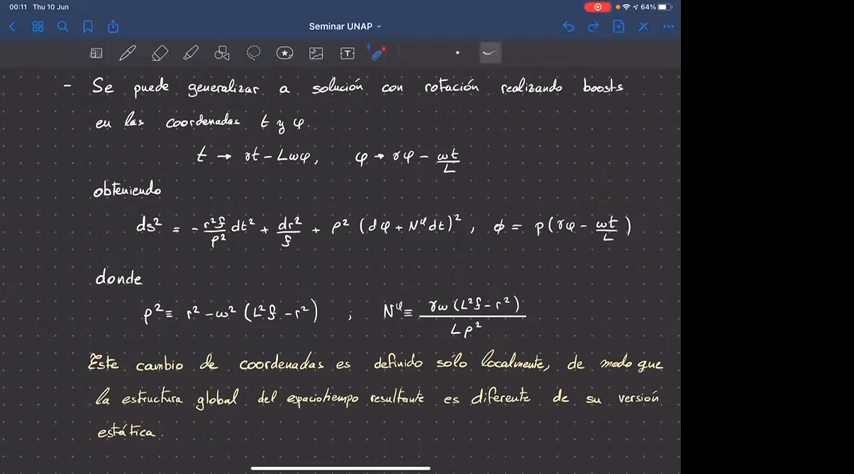 00:11 Thu 10 Jun
64%
Seminar UNAP
T
- Se puede generalizar a solución con rotación realizando boosts
en las coordenadas t y φ.
t → γt - Lωφ, φ → γφ - ωt/L
obteniendo
ds² = - r²f/ρ² dt² + dr²/f + ρ² (dφ + N^φ dt)², ϕ = p(γφ - ωt/L)
donde
ρ² ≡ r² - ω² (L²f - r²) ; N^φ ≡ γω (L²f - r²)/Lρ²
Este cambio de coordenadas es definido sólo localmente, de modo que
la estructura global del espaciotiempo resultante es diferente de su versión
estática.